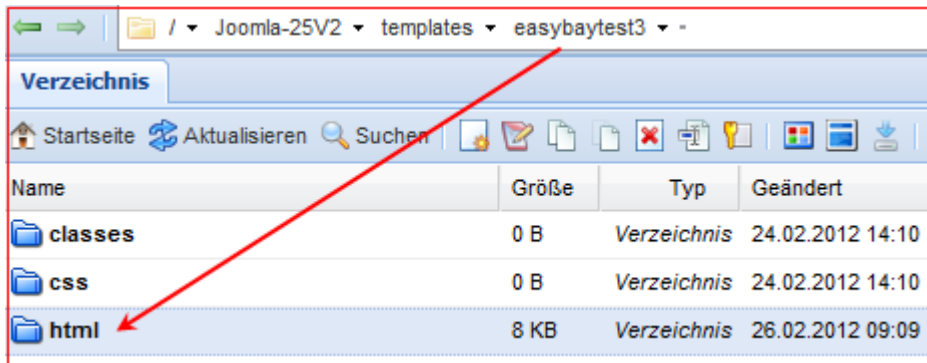 / Joomla-25V2 templates easybaytest3 -
Verzeichnis
Startseite Aktualisieren Suchen
Name Größe Typ Geändert
classes 0 B Verzeichnis 24.02.2012 14:10
css 0 B Verzeichnis 24.02.2012 14:10
html 8 KB Verzeichnis 26.02.2012 09:09